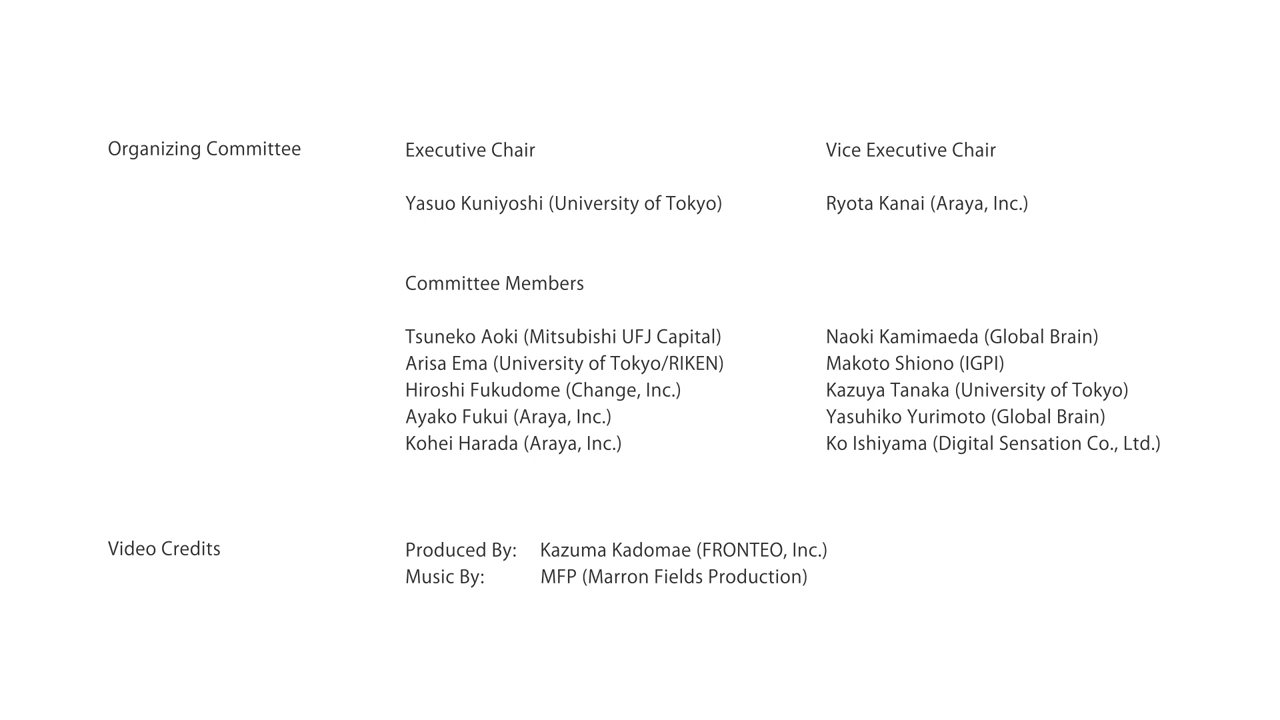 Organizing Committee
Executive Chair
Vice Executive Chair
Yasuo Kuniyoshi (University of Tokyo)
Ryota Kanai (Araya, Inc.)
Committee Members
Tsuneko Aoki (Mitsubishi UFJ Capital)
Arisa Ema (University of Tokyo/RIKEN)
Hiroshi Fukudome (Change, Inc.)
Ayako Fukui (Araya, Inc.)
Kohei Harada (Araya, Inc.)
Naoki Kamimaeda (Global Brain)
Makoto Shiono (IGPI)
Kazuya Tanaka (University of Tokyo)
Yasuhiko Yurimoto (Global Brain)
Ko Ishiyama (Digital Sensation Co., Ltd.)
Video Credits
Produced By: Kazuma Kadomae (FRONTEO, Inc.)
Music By: MFP (Marron Fields Production)